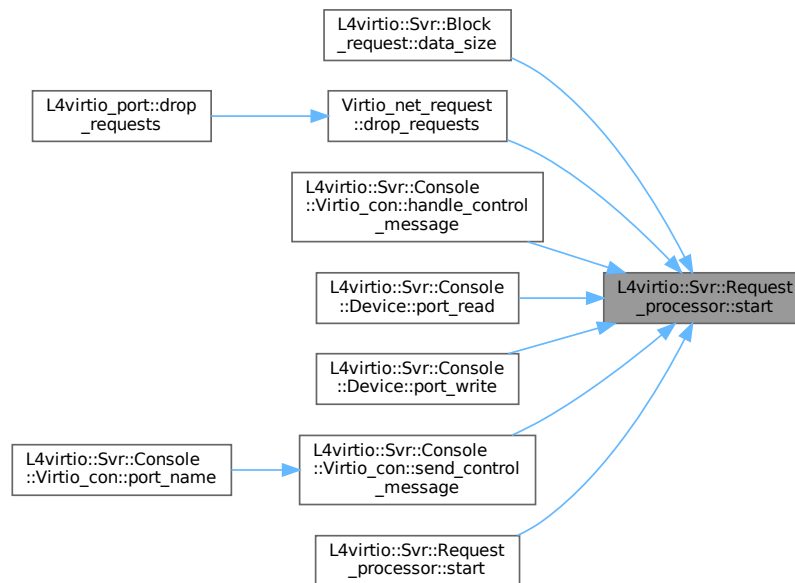 L4virtio::Svr::Block
_request::data_size
L4virtio_port::drop
_requests
Virtio_net_request
::drop_requests
L4virtio::Svr::Console
::Virtio_con::handle_control
_message
L4virtio::Svr::Console
::Device::port_read
L4virtio::Svr::Request
_processor::start
L4virtio::Svr::Console
::Device::port_write
L4virtio::Svr::Console
::Virtio_con::port_name
L4virtio::Svr::Console
::Virtio_con::send_control
_message
L4virtio::Svr::Request
_processor::start